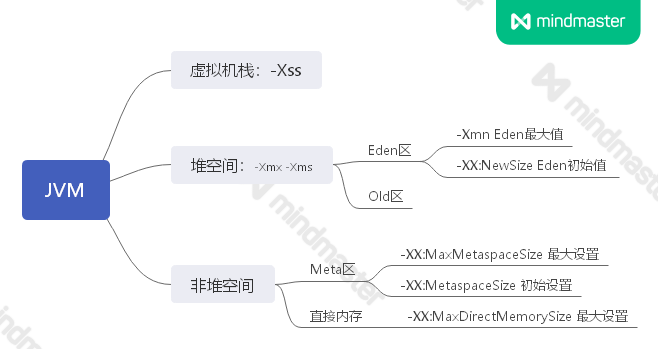 mindmaster
虚拟机栈：-Xss
JVM
堆空间：-Xmx -Xms
Eden区
-Xmn Eden最大值
-XX:NewSize Eden初始值
Old区
非堆空间
Meta区
-XX:MaxMetaspaceSize 最大设置
-XX:MetaspaceSize 初始设置
直接内存
-XX:MaxDirectMemorySize 最大设置
mindmaster
mindmaster
mindmaster